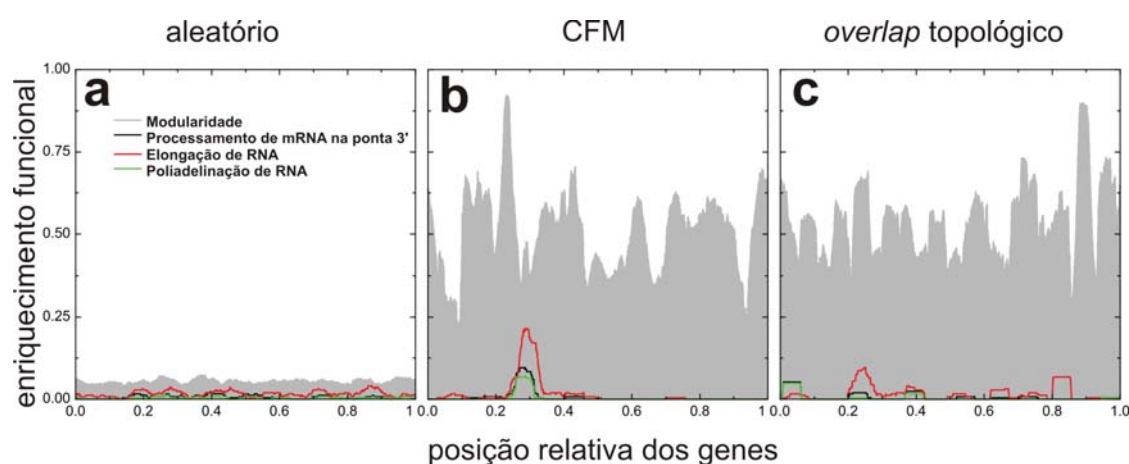 aleatório
CFM
overlap topológico
enriquecimento funcional
1.00
0.75
0.50
0.25
0.00
a
Modularidade
Processamento de mRNA na ponta 3'
Elongação de RNA
Poliadelinação de RNA
b
c
0.0 0.2 0.4 0.6 0.8 1.0
0.0 0.2 0.4 0.6 0.8 1.0
0.0 0.2 0.4 0.6 0.8 1.0
posição relativa dos genes